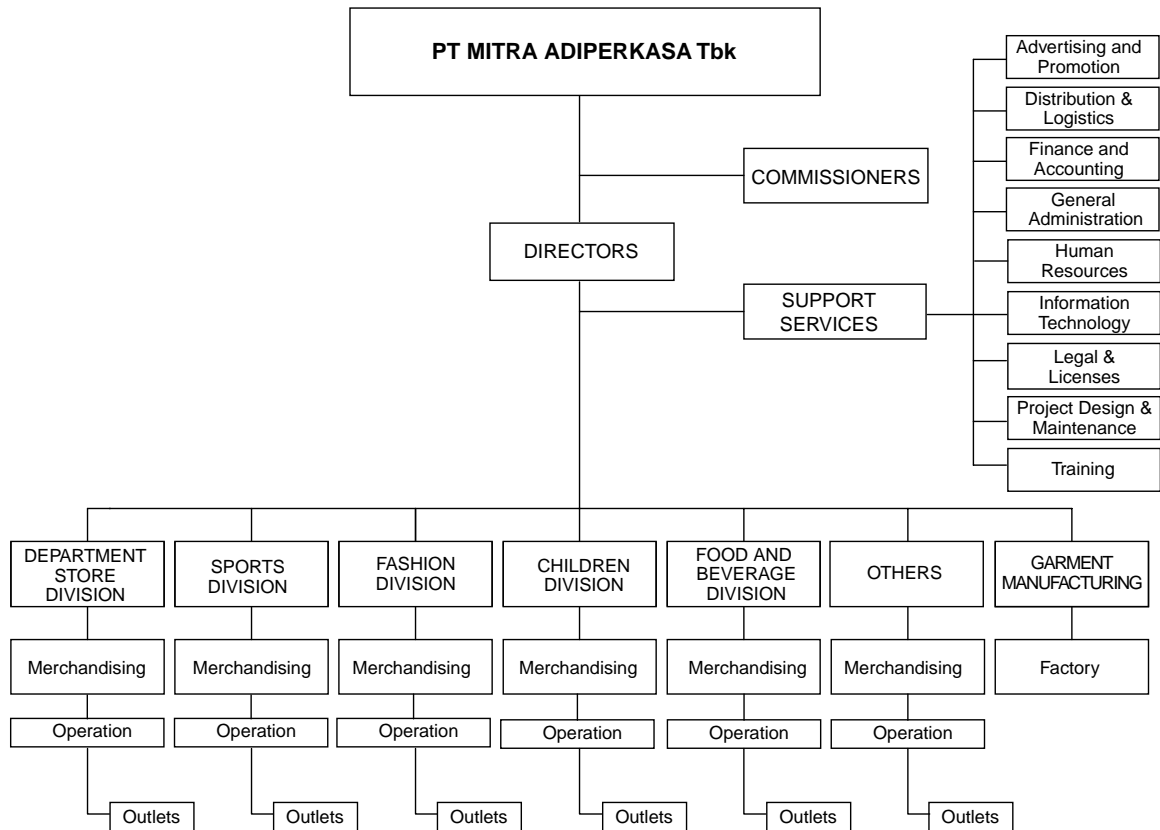 PT MITRA ADIPERKASA Tbk
COMMISSIONERS
DIRECTORS
SUPPORT
SERVICES
Advertising and
Promotion
Distribution &
Logistics
Finance and
Accounting
General
Administration
Human
Resources
Information
Technology
Legal &
Licenses
Project Design &
Maintenance
Training
DEPARTMENT
STORE
DIVISION
SPORTS
DIVISION
FASHION
DIVISION
CHILDREN
DIVISION
FOOD AND
BEVERAGE
DIVISION
OTHERS
GARMENT
MANUFACTURING
Merchandising
Merchandising
Merchandising
Merchandising
Merchandising
Merchandising
Factory
Operation
Operation
Operation
Operation
Operation
Operation
Outlets
Outlets
Outlets
Outlets
Outlets
Outlets